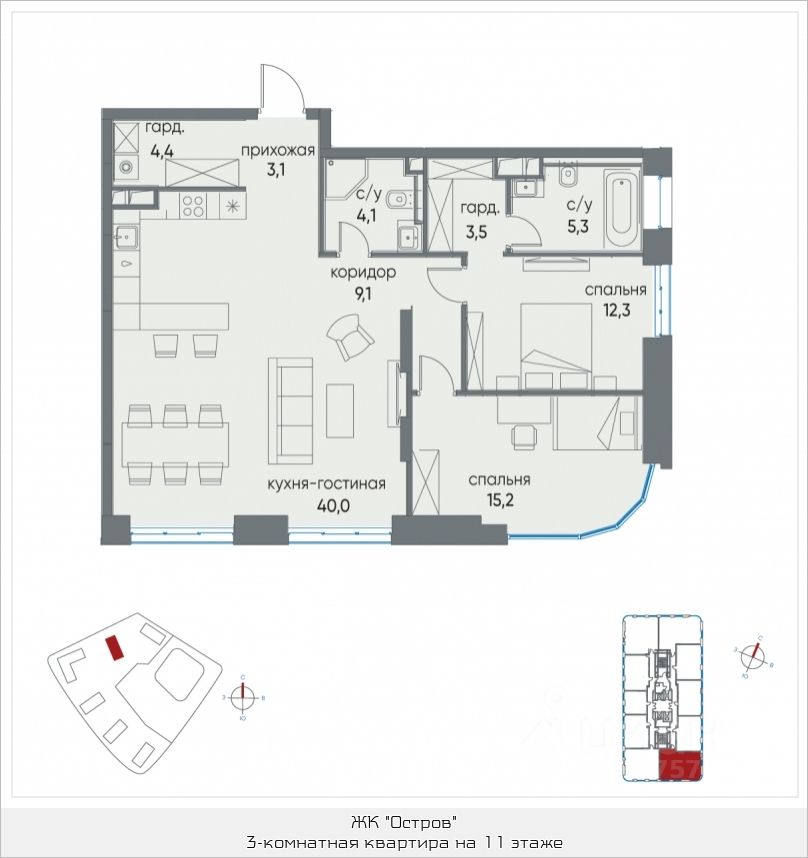 гард.
4,4
прихожая
3,1
с/у
4,1
гард.
3,5
с/у
5,3
коридор
9,1
спальня
12,3
кухня-гостиная
40,0
спальня
15,2
С
З
В
Ю
С
З
В
Ю
757
ЖК "Остров"
3-комнатная квартира на 11 этаже